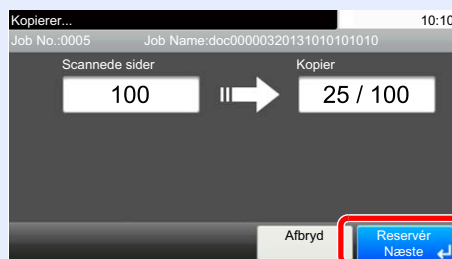 Kopierer... 10:10
Job No.:0005 Job Name:doc00000320131010101010
Scannede sider Kopier
100 25 / 100
Afbryd Reservér
Næste